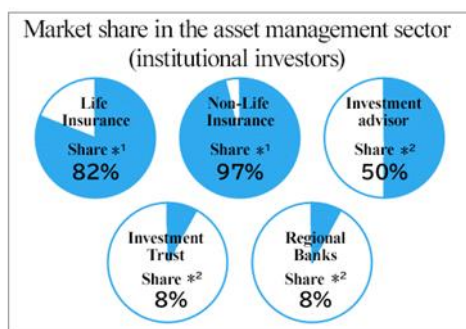 Market share in the asset management sector
(institutional investors)
Life
Insurance
Share *¹
82%
Non-Life
Insurance
Share *¹
97%
Investment
advisor
Share *²
50%
Investment
Trust
Share *²
8%
Regional
Banks
Share *²
8%